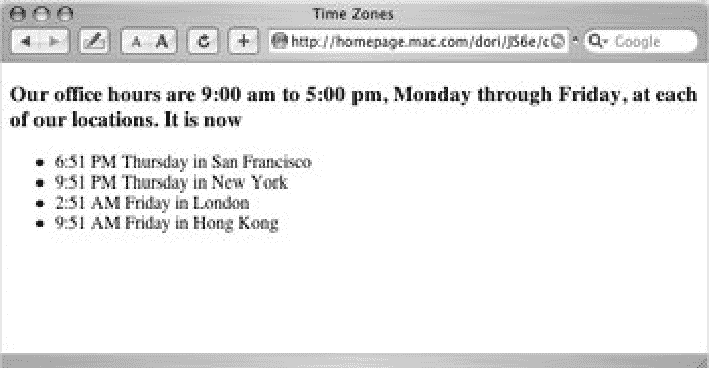 Time Zones
A A
http://homepage.mac.com/dori/JS6e/c
Google
Our office hours are 9:00 am to 5:00 pm, Monday through Friday, at each
of our locations. It is now
6:51 PM Thursday in San Francisco
9:51 PM Thursday in New York
2:51 AM Friday in London
9:51 AM Friday in Hong Kong